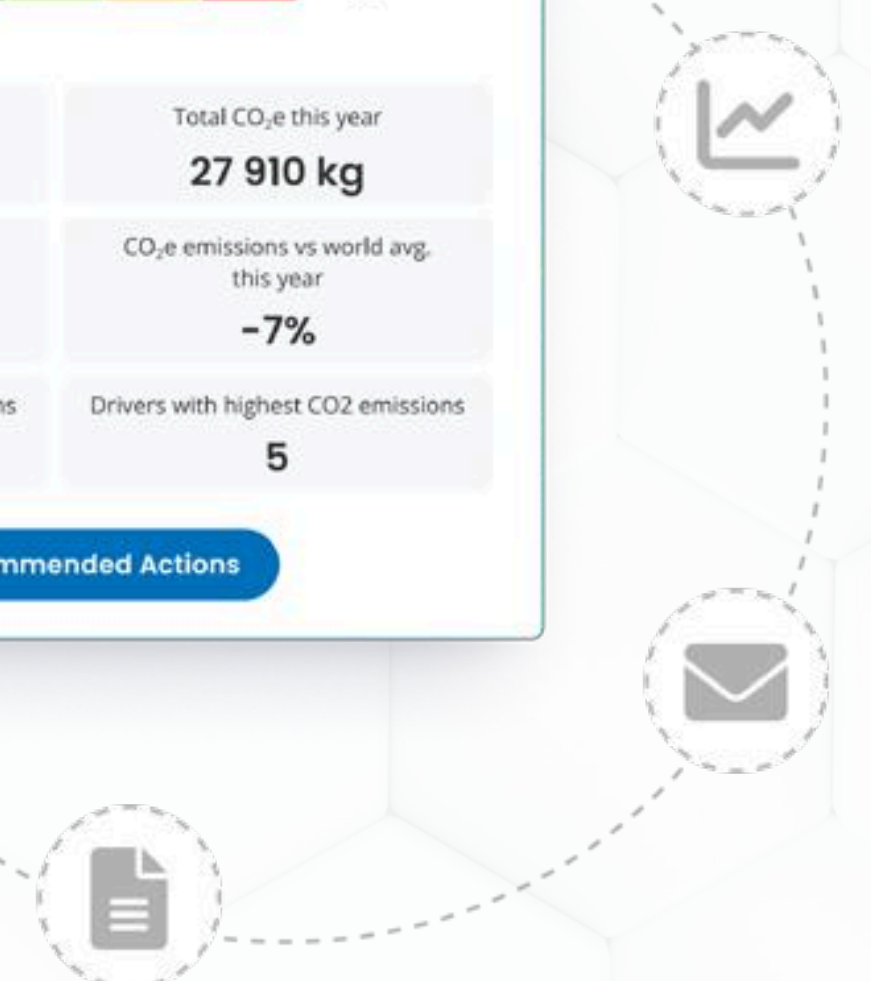 Total CO₂e this year
27 910 kg
CO₂e emissions vs world avg.
this year
-7%
ns
Drivers with highest CO2 emissions
5
mmended Actions